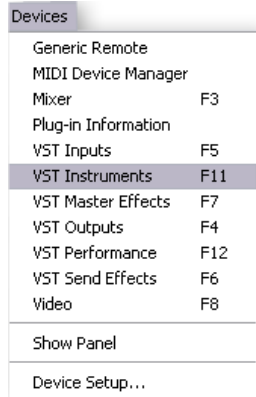 Devices
Generic Remote
MIDI Device Manager
Mixer F3
Plug-in Information
VST Inputs F5
VST Instruments F11
VST Master Effects F7
VST Outputs F4
VST Performance F12
VST Send Effects F6
Video F8
Show Panel
Device Setup...